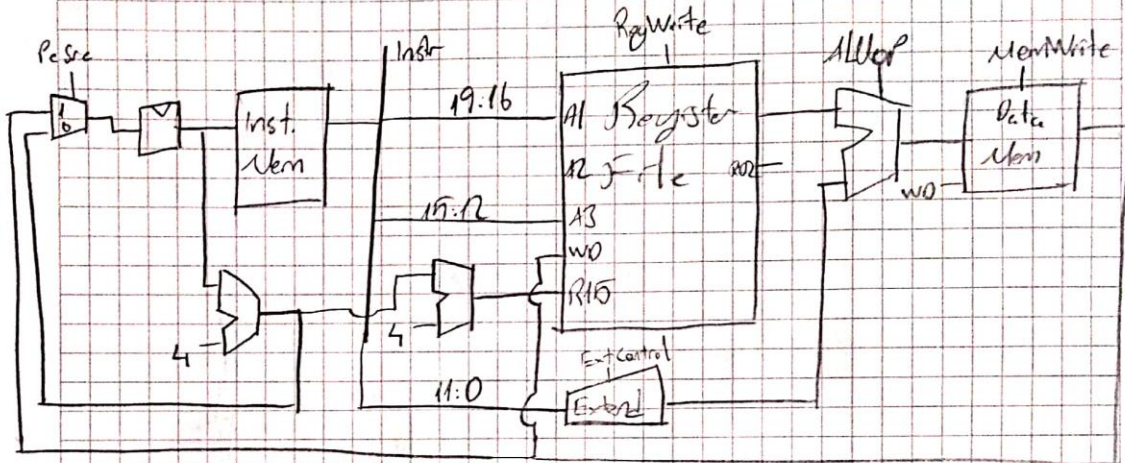 RegWrite
PCSrc
Instr
ALUOP
MemWrite
1
0
Inst.
Mem
19:16
A1 Register
A2 File
RD2
15:12
A3
WD
R15
Data
Mem
WD
4
4
ExtControl
11:0
Extend